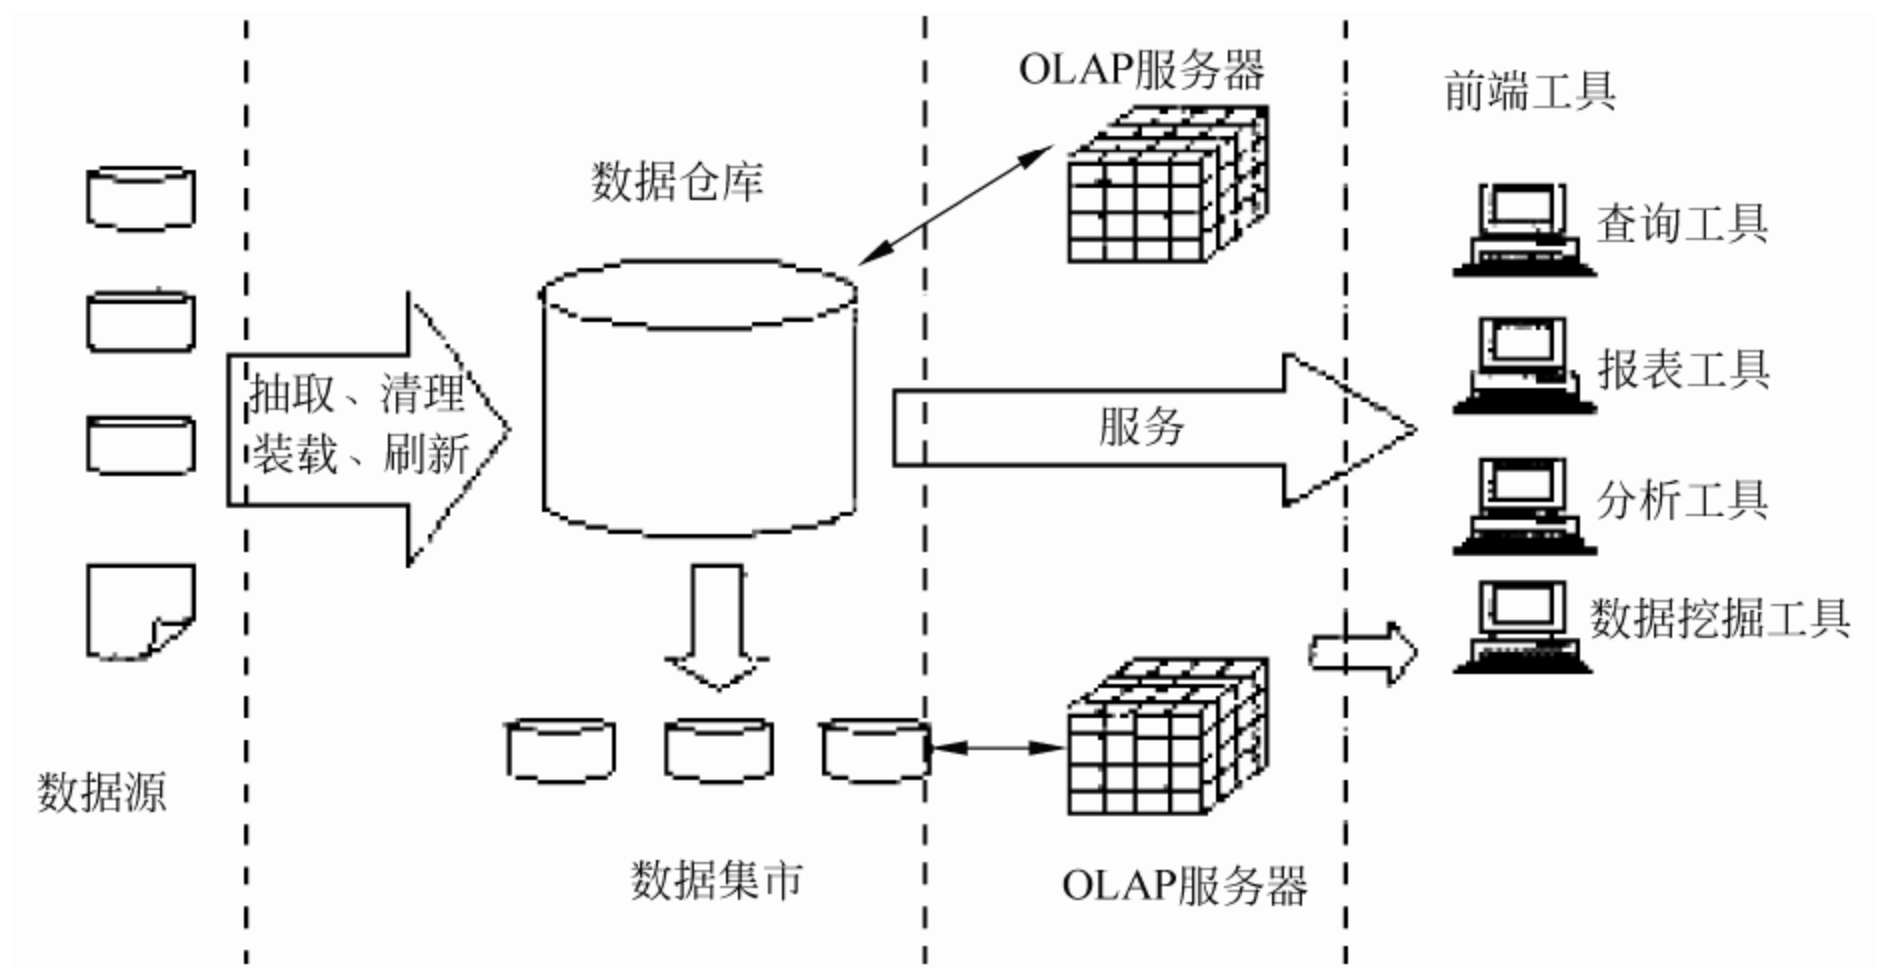 OLAP服务器
前端工具
数据仓库
查询工具
抽取、清理
装载、刷新
服务
报表工具
分析工具
数据挖掘工具
数据源
数据集市
OLAP服务器